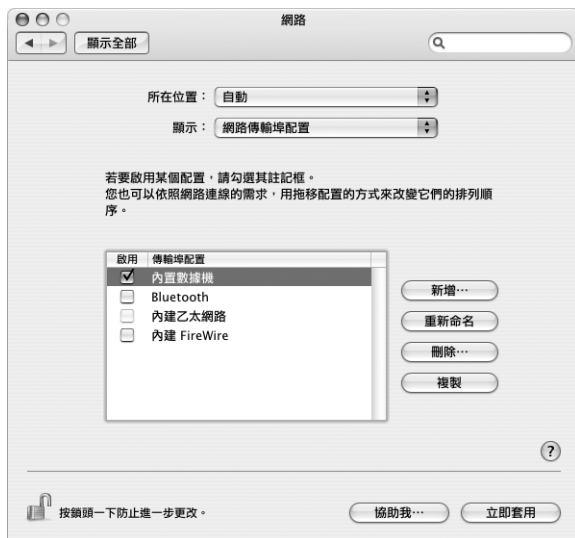 網路
顯示全部
所在位置：自動
顯示：網路傳輸埠配置
若要啟用某個配置，請勾選其註記框。
您也可以依照網路連線的需求，用拖移配置的方式來改變它們的排列順
序。
啟用 傳輸埠配置
內置數據機
Bluetooth
內建乙太網路
內建 FireWire
新增…
重新命名
刪除…
複製
?
按鎖頭一下防止進一步更改。
協助我…
立即套用